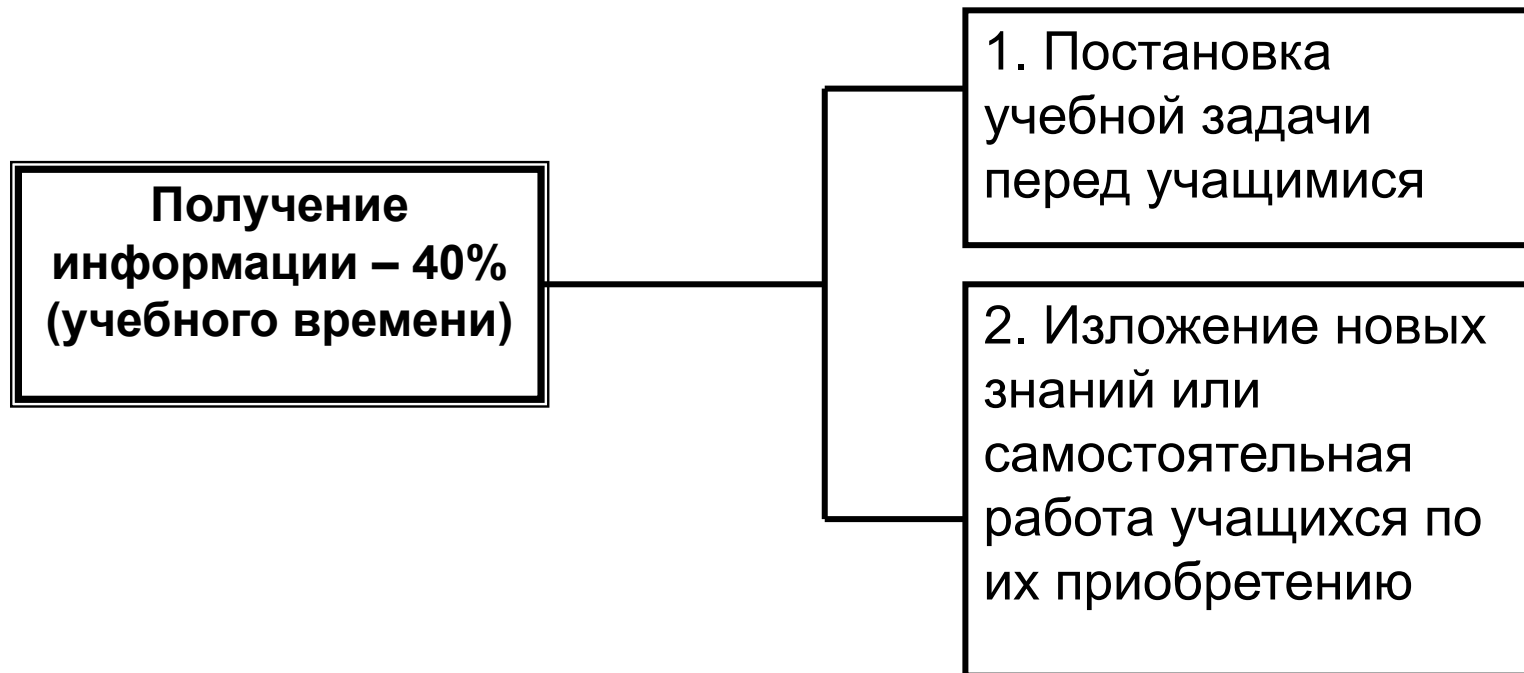 Получение
информации – 40%
(учебного времени)
1. Постановка
учебной задачи
перед учащимися
2. Изложение новых
знаний или
самостоятельная
работа учащихся по
их приобретению